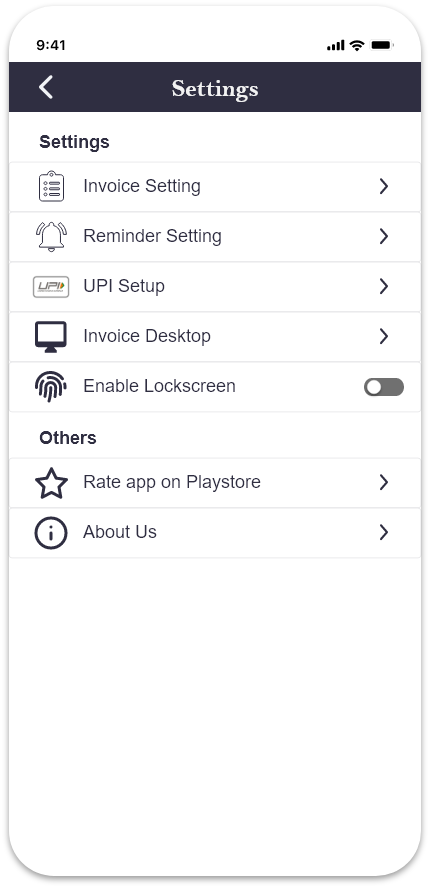 9:41
Settings
Settings
Invoice Setting
Reminder Setting
UPI UPI Setup
Invoice Desktop
Enable Lockscreen
Others
Rate app on Playstore
About Us